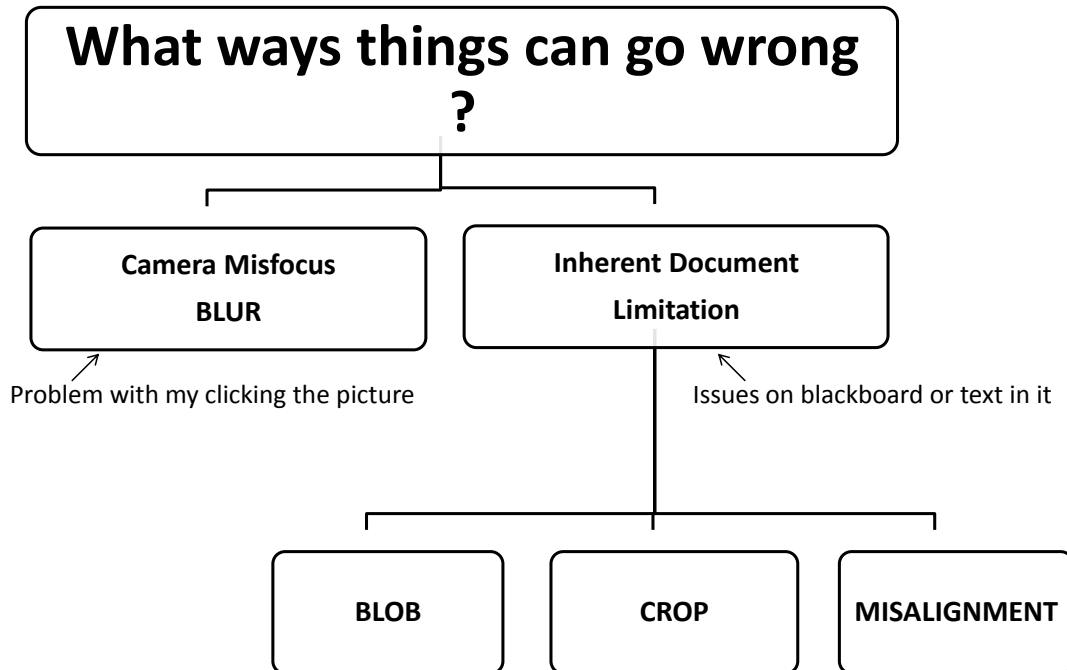 What ways things can go wrong
?
Camera Misfocus
BLUR
Inherent Document
Limitation
Problem with my clicking the picture
Issues on blackboard or text in it
BLOB
CROP
MISALIGNMENT